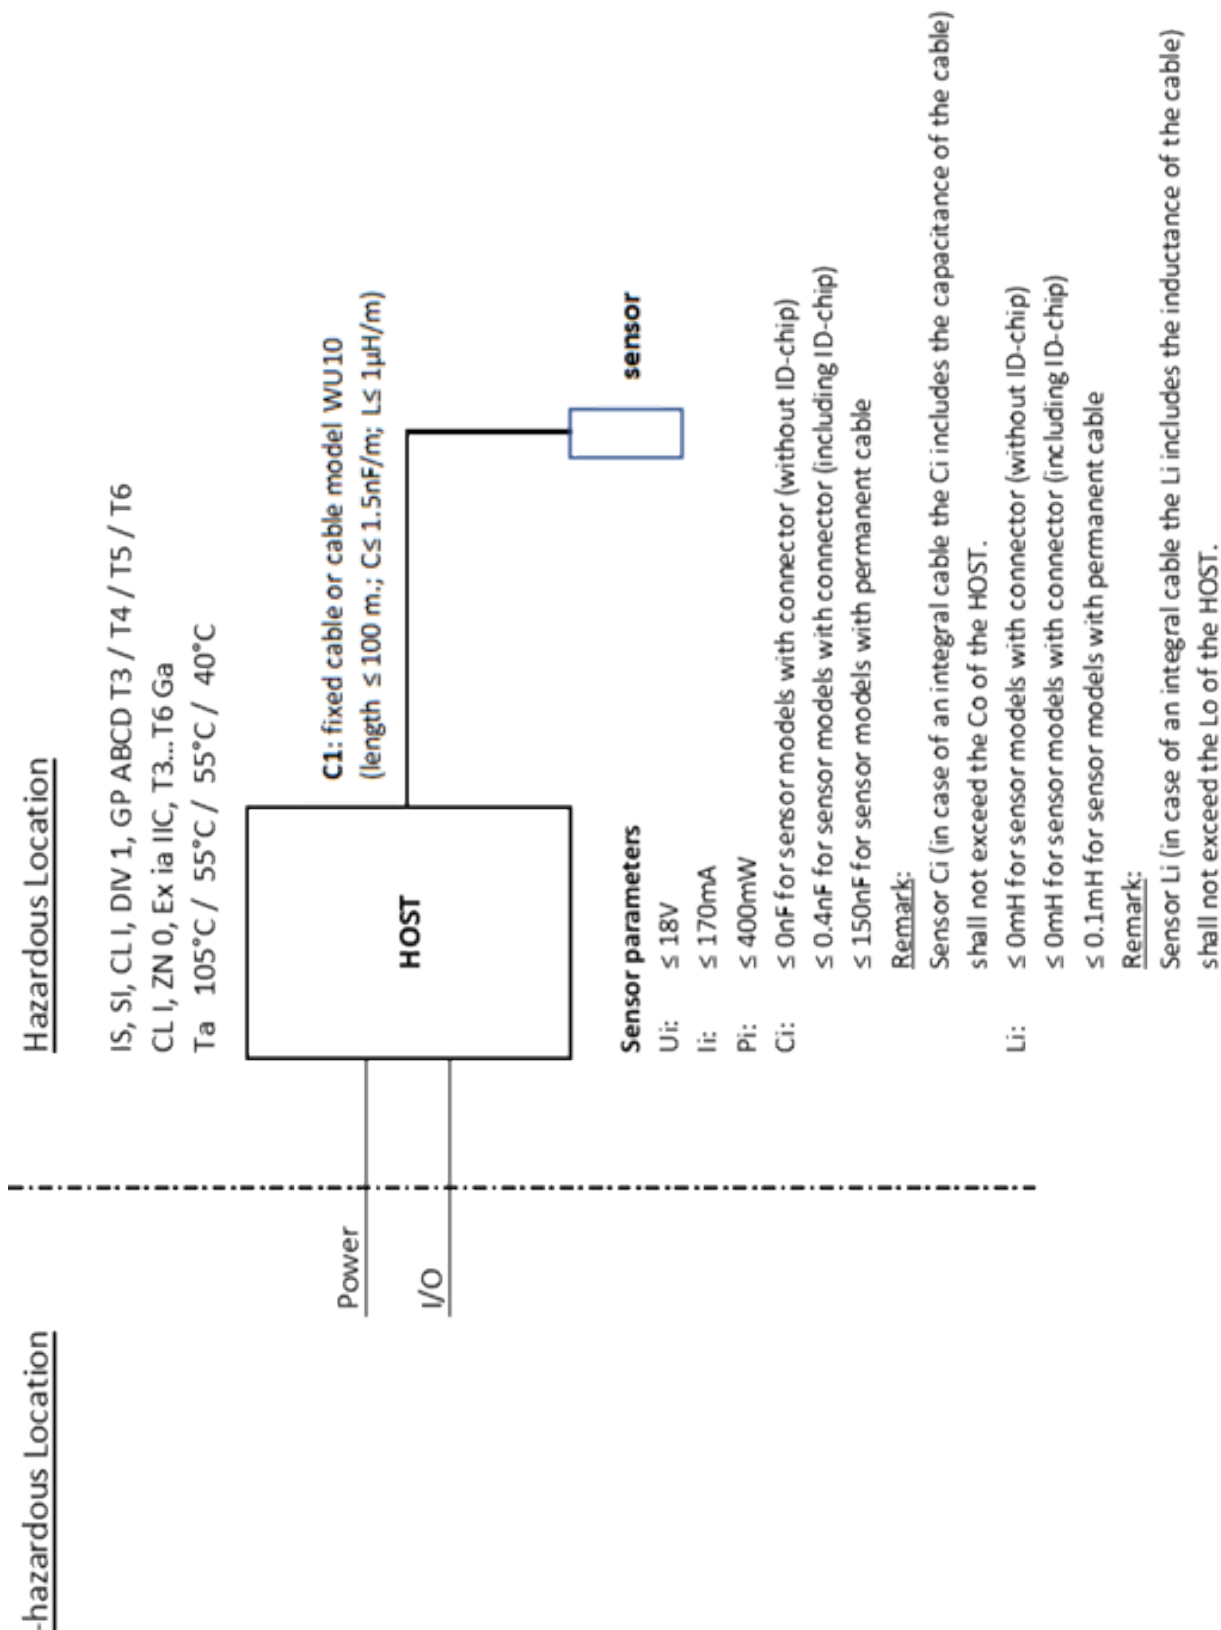 -hazardous Location
Hazardous Location
IS, SI, CL I, DIV 1, GP ABCD T3 / T4 / T5 / T6
CL I, ZN 0, Ex ia IIC, T3..T6 Ga
Ta 105°C / 55°C / 55°C / 40°C
Power
I/O
HOST
C1: fixed cable or cable model WU10
(length ≤ 100 m.; C≤ 1.5nF/m; L≤ 1µH/m)
sensor
Sensor parameters
Ui: ≤ 18V
Ii: ≤ 170mA
Pi: ≤ 400mW
Ci: ≤ 0nF for sensor models with connector (without ID-chip)
≤ 0.4nF for sensor models with connector (including ID-chip)
≤ 150nF for sensor models with permanent cable
Remark:
Sensor Ci (in case of an integral cable the Ci includes the capacitance of the cable)
shall not exceed the Co of the HOST.
Li: ≤ 0mH for sensor models with connector (without ID-chip)
≤ 0mH for sensor models with connector (including ID-chip)
≤ 0.1mH for sensor models with permanent cable
Remark:
Sensor Li (in case of an integral cable the Li includes the inductance of the cable)
shall not exceed the Lo of the HOST.